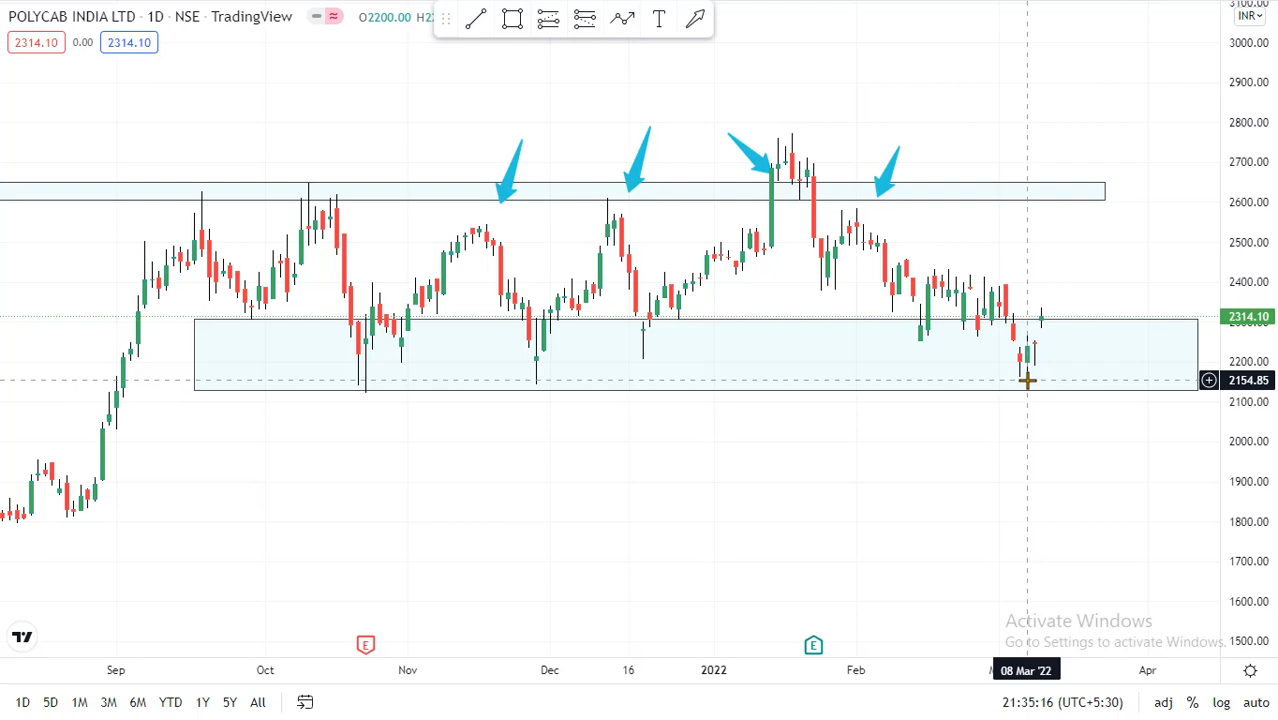 POLYCAB INDIA LTD · 1D · NSE · TradingView O2200.00
INR
2314.10 0.00 2314.10
T
3000.00
2900.00
2800.00
2700.00
2600.00
2500.00
2400.00
2314.10
2200.00
2154.85
2100.00
2000.00
1900.00
1800.00
1700.00
1600.00
1500.00
Activate Windows
Go to Settings to activate Windows.
E E
Sep Oct Nov Dec 16 2022 Feb 08 Mar '22 Apr
1D 5D 1M 3M 6M YTD 1Y 5Y All 21:35:16 (UTC+5:30) adj % log auto